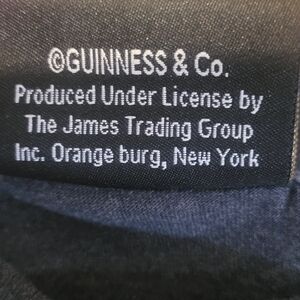 ©GUINNESS & Co.
Produced Under License by
The James Trading Group
Inc. Orange burg, New York